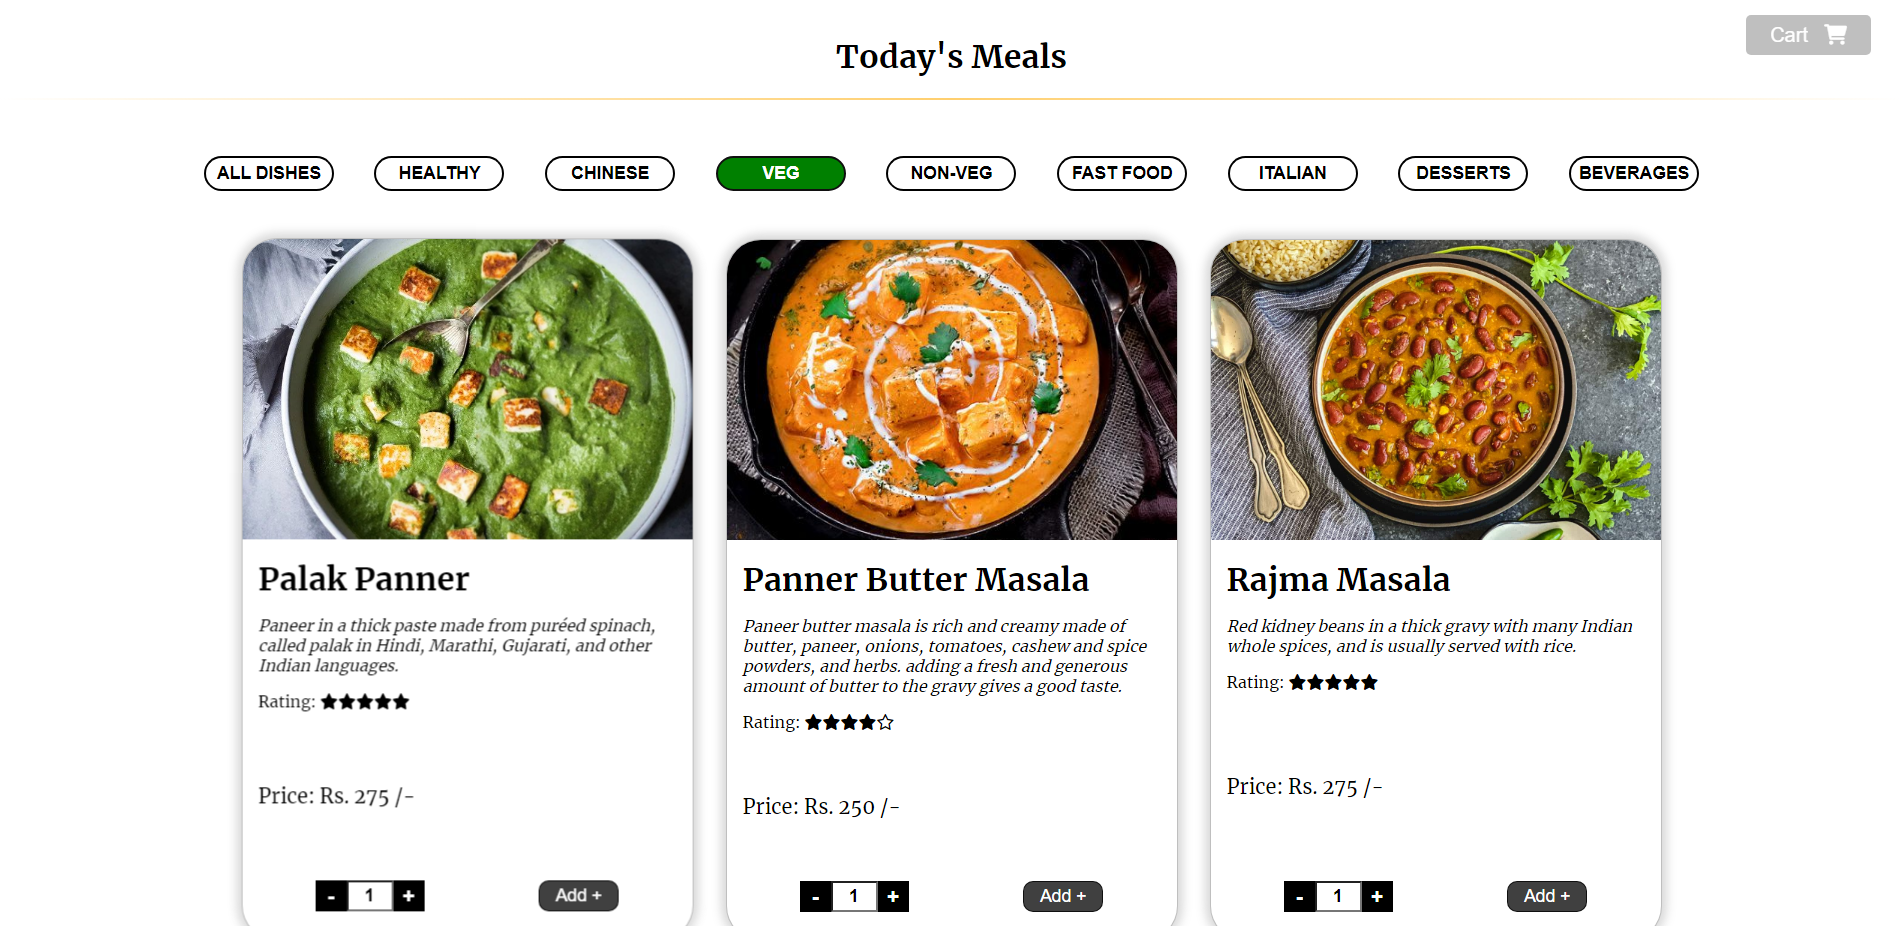 Cart
Today's Meals
ALL DISHES
HEALTHY
CHINESE
VEG
NON-VEG
FAST FOOD
ITALIAN
DESSERTS
BEVERAGES
Palak Panner
Paneer in a thick paste made from puréed spinach,
called palak in Hindi, Marathi, Gujarati, and other
Indian languages.
Rating:
Price: Rs. 275 /-
- 1 +
Add +
Panner Butter Masala
Paneer butter masala is rich and creamy made of
butter, paneer, onions, tomatoes, cashew and spice
powders, and herbs. adding a fresh and generous
amount of butter to the gravy gives a good taste.
Rating:
Price: Rs. 250 /-
- 1 +
Add +
Rajma Masala
Red kidney beans in a thick gravy with many Indian
whole spices, and is usually served with rice.
Rating:
Price: Rs. 275 /-
- 1 +
Add +